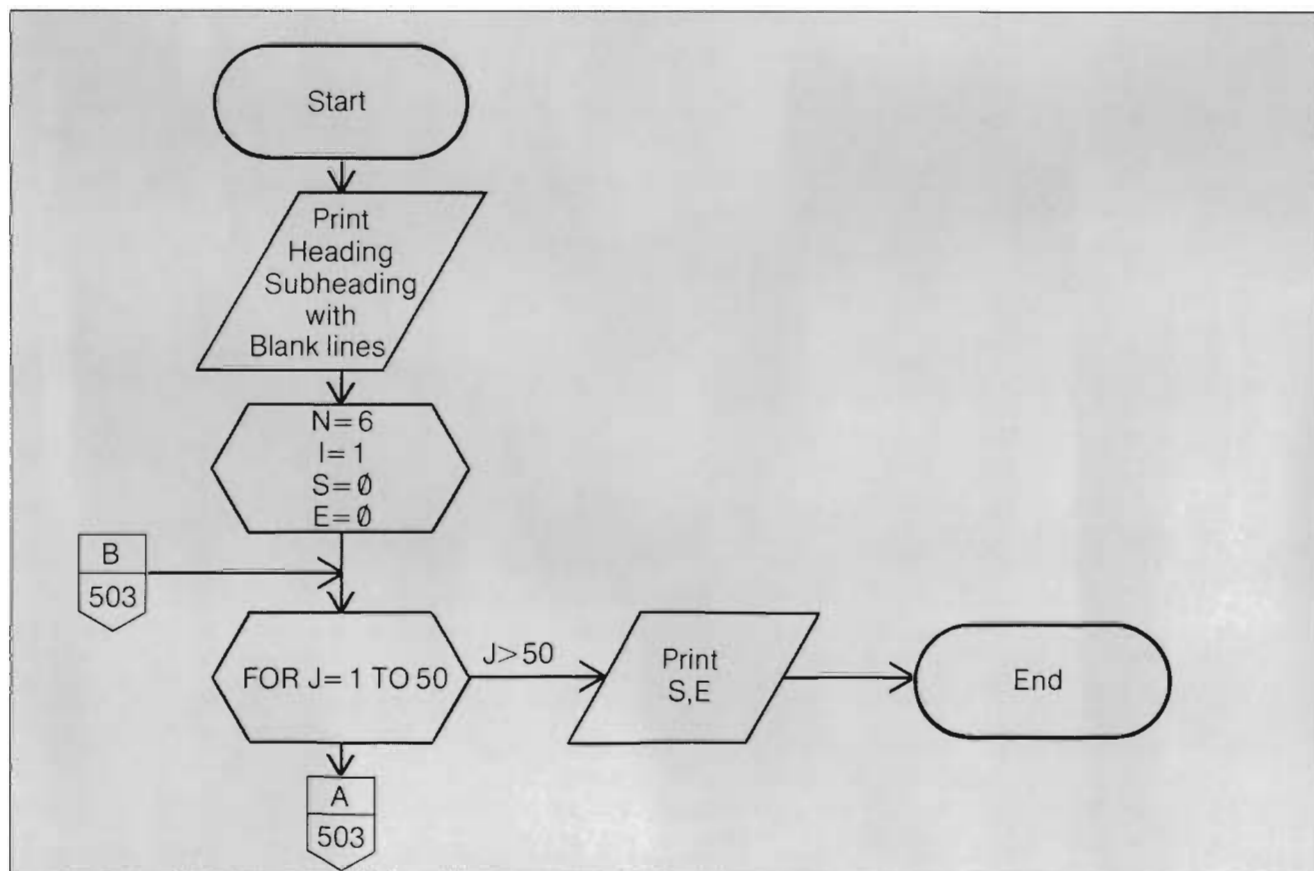 Start
Print
Heading
Subheading
with
Blank lines
N=6
I=1
S=Ø
E=Ø
B
503
FOR J= 1 TO 50
J>50
Print
S,E
End
A
503